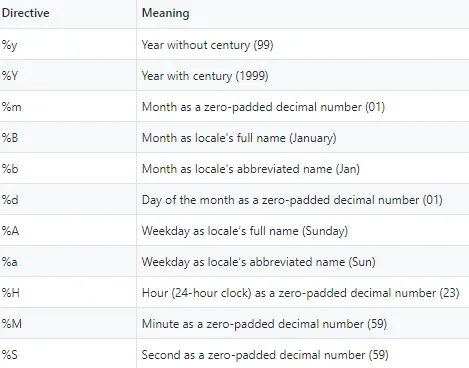 Directive Meaning
%y Year without century (99)
%Y Year with century (1999)
%m Month as a zero-padded decimal number (01)
%B Month as locale's full name (January)
%b Month as locale's abbreviated name (Jan)
%d Day of the month as a zero-padded decimal number (01)
%A Weekday as locale's full name (Sunday)
%a Weekday as locale's abbreviated name (Sun)
%H Hour (24-hour clock) as a zero-padded decimal number (23)
%M Minute as a zero-padded decimal number (59)
%S Second as a zero-padded decimal number (59)